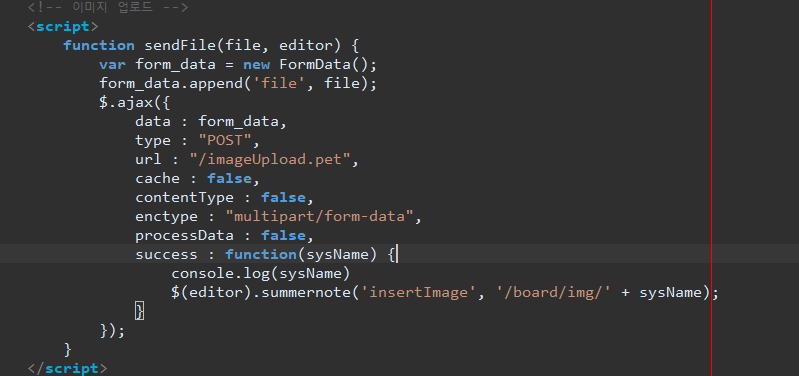 <!-- 이미지 업로드 -->
<script>
    function sendFile(file, editor) {
        var form_data = new FormData();
        form_data.append('file', file);
        $.ajax({
            data : form_data,
            type : "POST",
            url : "/imageUpload.pet",
            cache : false,
            contentType : false,
            enctype : "multipart/form-data",
            processData : false,
            success : function(sysName) {
                console.log(sysName)
                $(editor).summernote('insertImage', '/board/img/' + sysName);
            }
        });
    }
</script>